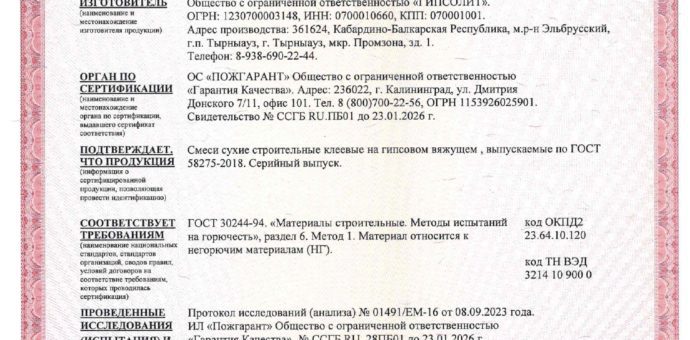 ИЗГОТОВИТЕЛЬ
(наименование и
местонахождение
изготовителя продукции)
Общество с ограниченной ответственностью «ГИПСОЛИТ».
ОГРН: 1230700003148, ИНН: 0700010660, КПП: 070001001.
Адрес производства: 361624, Кабардино-Балкарская Республика, м.р-н Эльбрусский,
г.п. Тырныауз, г. Тырныауз, мкр. Промзона, зд. 1.
Телефон: 8-938-690-22-44.
ОРГАН ПО
СЕРТИФИКАЦИИ
(наименование и
местонахождение
органа по сертификации,
выдавшего сертификат
соответствия)
ОС «ПОЖГАРАНТ» Общество с ограниченной ответственностью
«Гарантия Качества». Адрес: 236022, г. Калининград, ул. Дмитрия
Донского 7/11, офис 101. Тел. 8 (800)700-22-56, ОГРН 1153926025901.
Свидетельство № ССГБ RU.ПБ01 до 23.01.2026 г.
ПОДТВЕРЖДАЕТ,
ЧТО ПРОДУКЦИЯ
(информация о
сертифицированной
продукции, позволяющая
провести идентификацию)
Смеси сухие строительные клеевые на гипсовом вяжущем , выпускаемые по ГОСТ
58275-2018. Серийный выпуск.
СООТВЕТСТВУЕТ
ТРЕБОВАНИЯМ
(наименование национальных
стандартов, стандартов
организаций, сводов правил,
условий договоров на
соответствие требованиям,
которых проводилась
сертификация)
ГОСТ 30244-94. «Материалы строительные. Методы испытаний
на горючесть», раздел 6. Метод 1. Материал относится к
негорючим материалам (НГ).
код ОКПД2
23.64.10.120
код ТН ВЭД
3214 10 900 0
ПРОВЕДЕННЫЕ
ИССЛЕДОВАНИЯ
(ИСПЫТАНИЯ) И
Протокол исследований (анализа) № 01491/ЕМ-16 от 08.09.2023 года.
ИЛ «Пожгарант» Общество с ограниченной ответственностью
«Гарантия Качества», № ССГБ RU. 28ПБ01 до 23.01.2026 г.